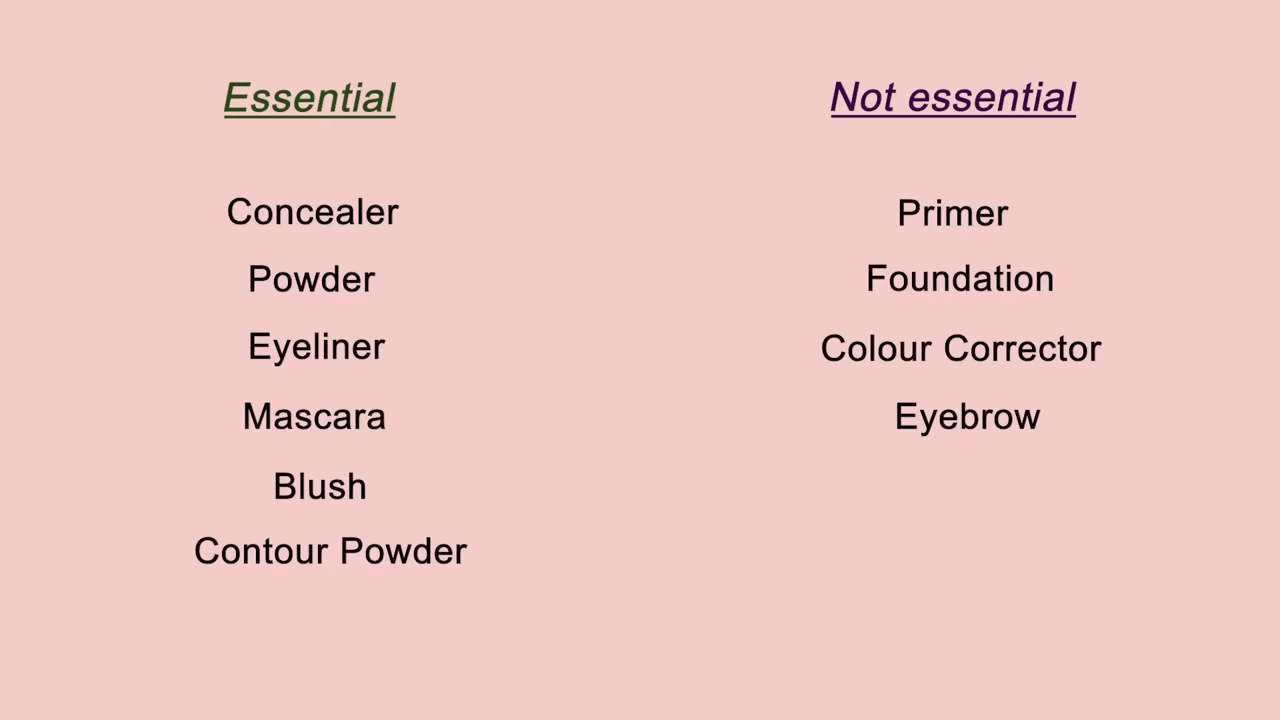 Essential
Concealer
Powder
Eyeliner
Mascara
Blush
Contour Powder
Not essential
Primer
Foundation
Colour Corrector
Eyebrow